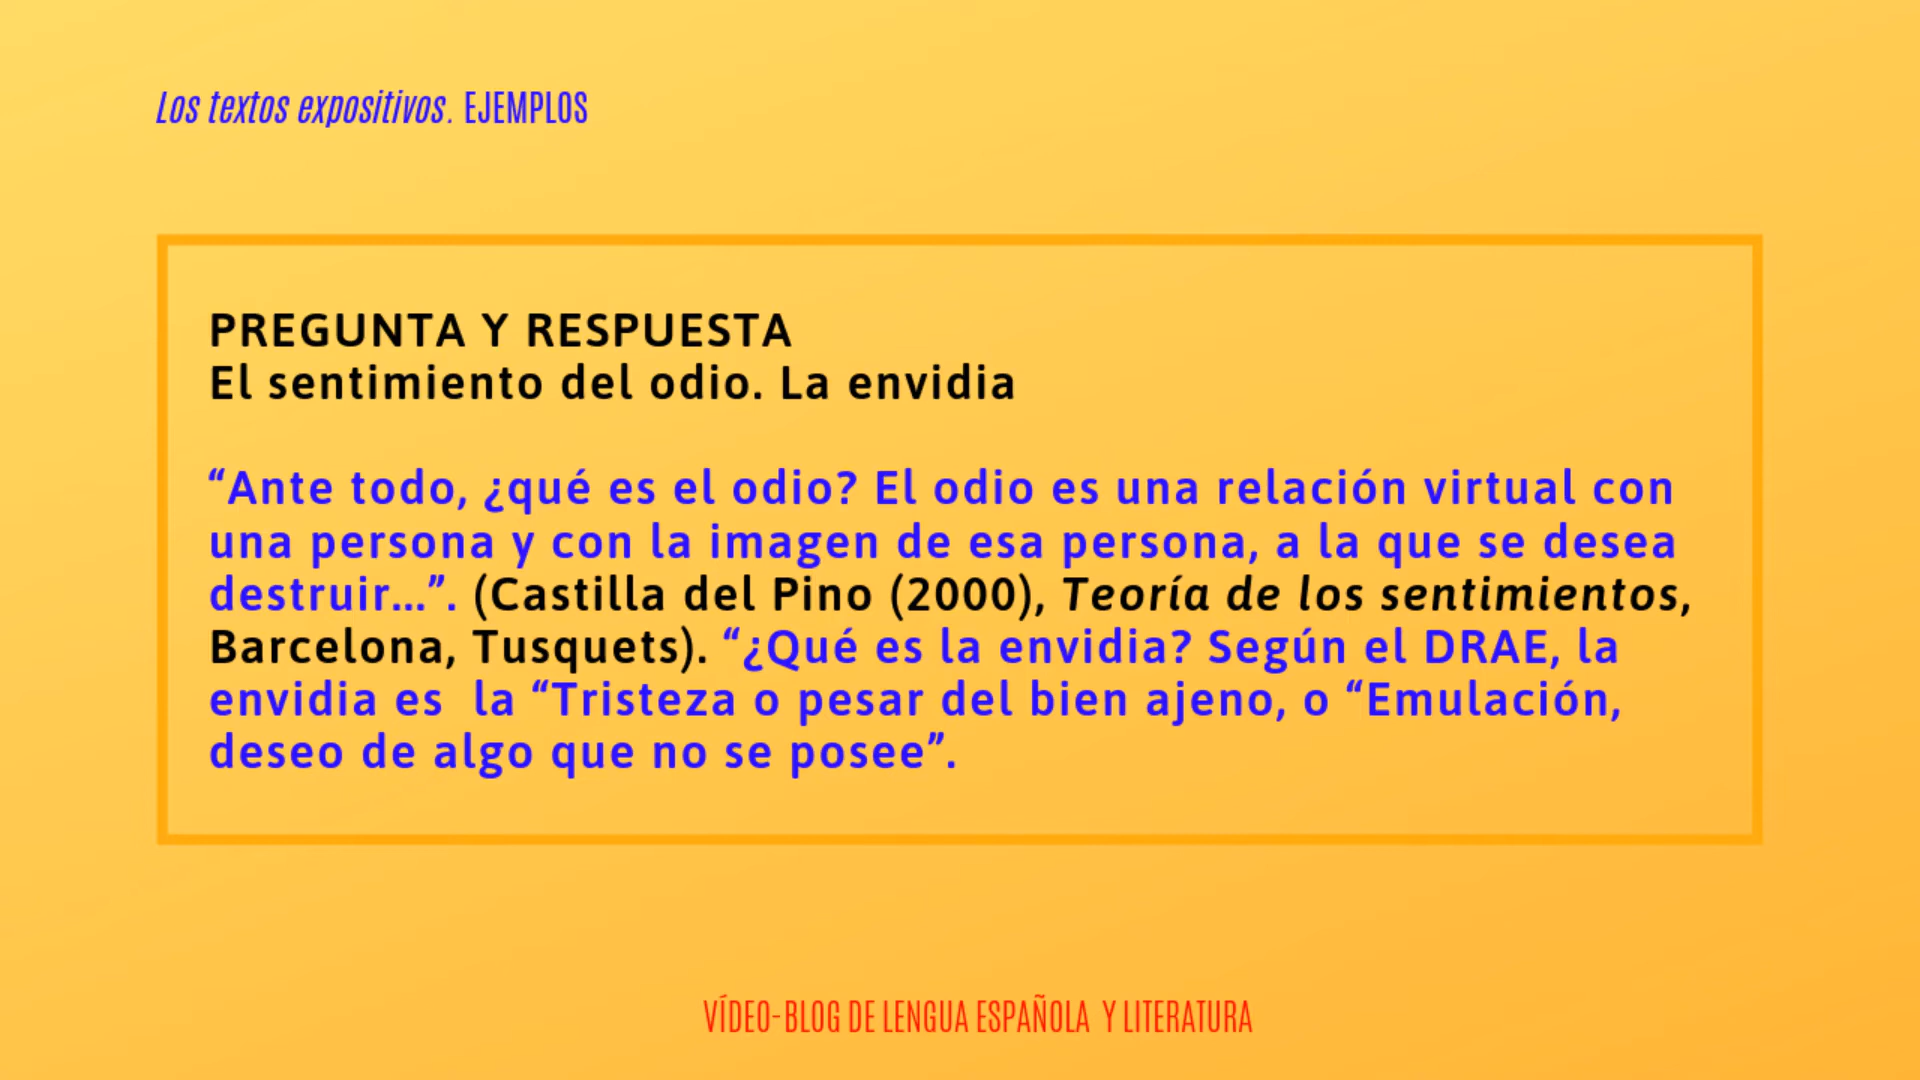 Los textos expositivos. EJEMPLOS
PREGUNTA Y RESPUESTA
El sentimiento del odio. La envidia
“Ante todo, ¿qué es el odio? El odio es una relación virtual con
una persona y con la imagen de esa persona, a la que se desea
destruir...”. (Castilla del Pino (2000), Teoría de los sentimientos,
Barcelona, Tusquets). “¿Qué es la envidia? Según el DRAE, la
envidia es  la “Tristeza o pesar del bien ajeno, o “Emulación,
deseo de algo que no se posee”.
VÍDEO-BLOG DE LENGUA ESPAÑOLA  Y LITERATURA